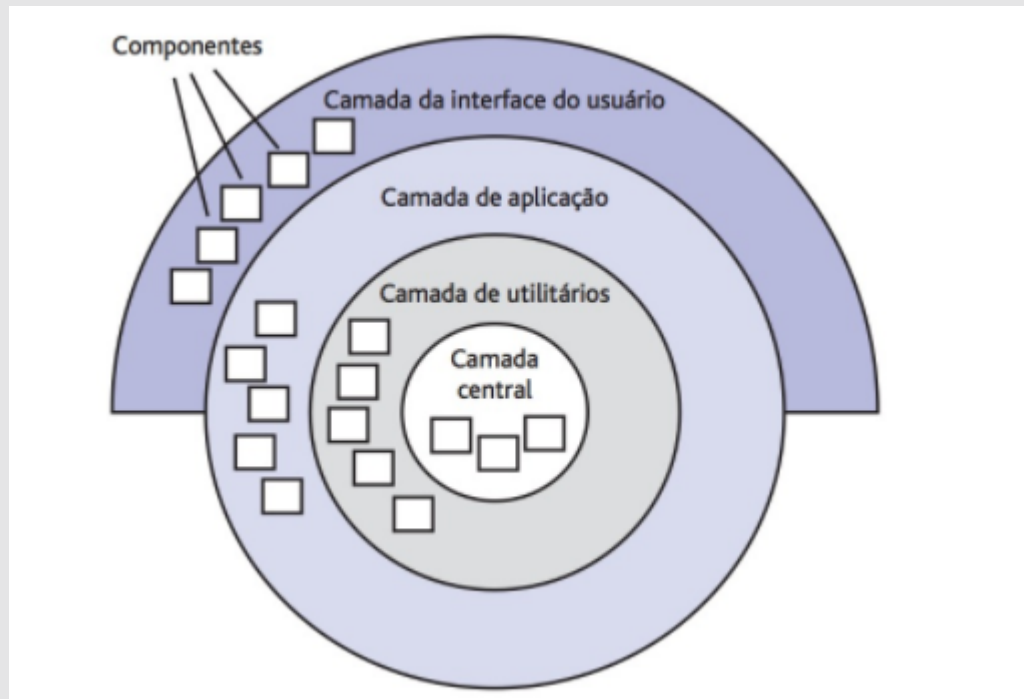 Componentes
Camada da interface do usuário
Camada de aplicação
Camada de utilitários
Camada
central